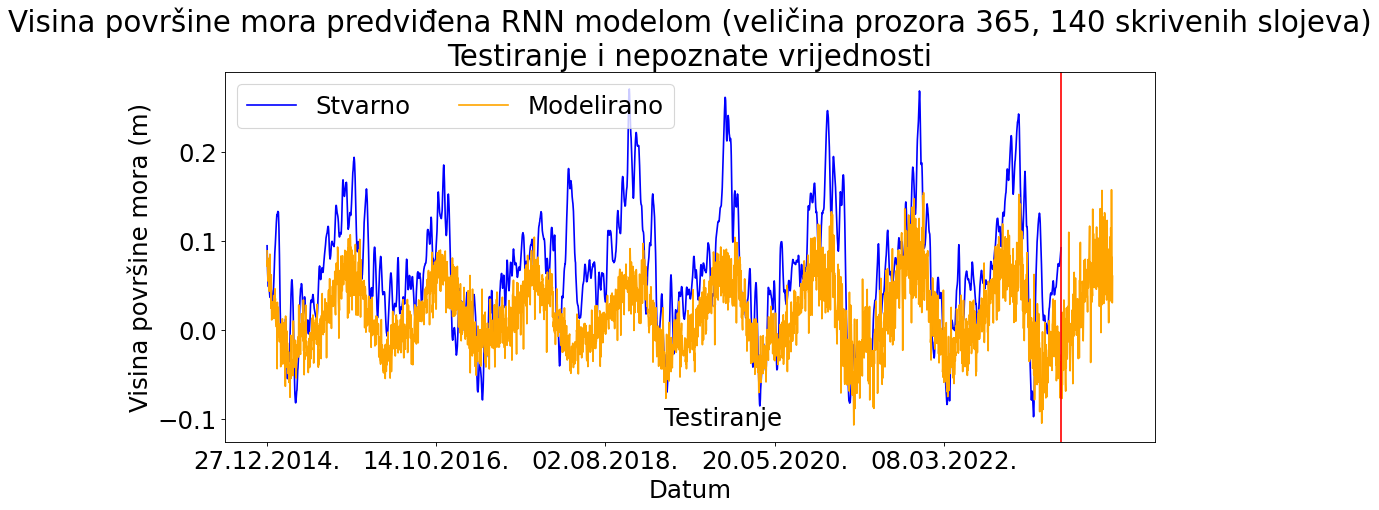 Visina površine mora predviđena RNN modelom (veličina prozora 365, 140 skrivenih slojeva)
Testiranje i nepoznate vrijednosti
Stvarno Modelirano
Visina površine mora (m)
0.2
0.1
0.0
−0.1
Testiranje
27.12.2014. 14.10.2016. 02.08.2018. 20.05.2020. 08.03.2022.
Datum